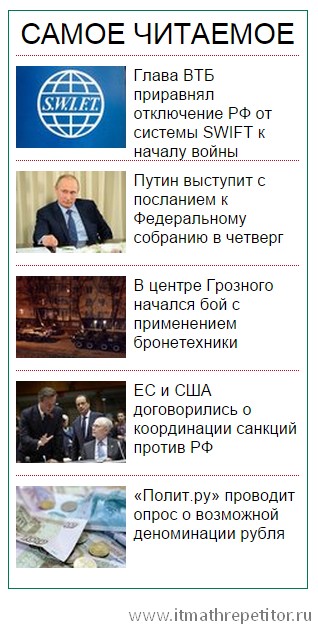 САМОЕ ЧИТАЕМОЕ
S.W.I.F.T.
Глава ВТБ
приравнял
отключение РФ от
системы SWIFT к
началу войны
Путин выступит с
посланием к
Федеральному
собранию в четверг
В центре Грозного
начался бой с
применением
бронетехники
ЕС и США
договорились о
координации санкций
против РФ
«Полит.ру» проводит
опрос о возможной
деноминации рубля
www.itmathrepetitor.ru